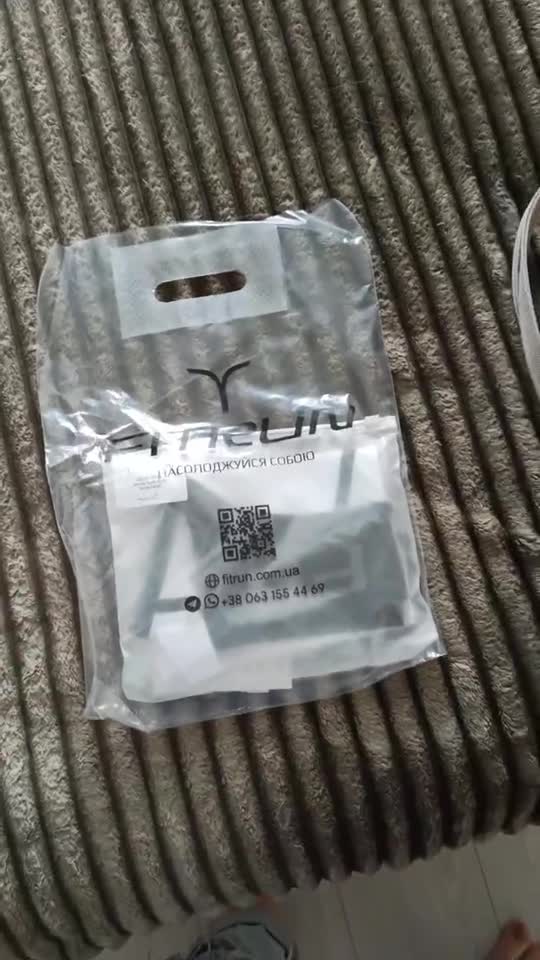 FITRUN
НАСОЛОДЖУЙСЯ СОБОЮ
fitrun.com.ua
+38 063 155 44 69